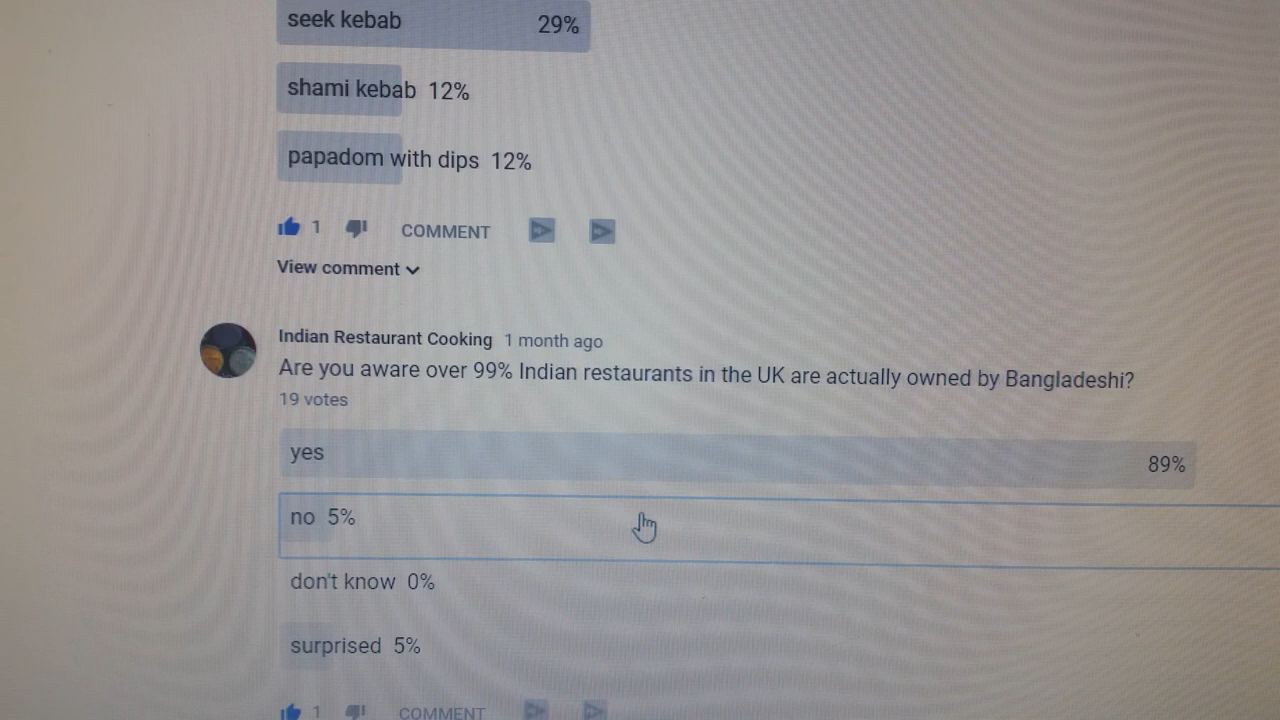 seek kebab 29%
shami kebab 12%
papadom with dips 12%
1 COMMENT
View comment
Indian Restaurant Cooking 1 month ago
Are you aware over 99% Indian restaurants in the UK are actually owned by Bangladeshi?
19 votes
yes 89%
no 5%
don't know 0%
surprised 5%
1 COMMENT